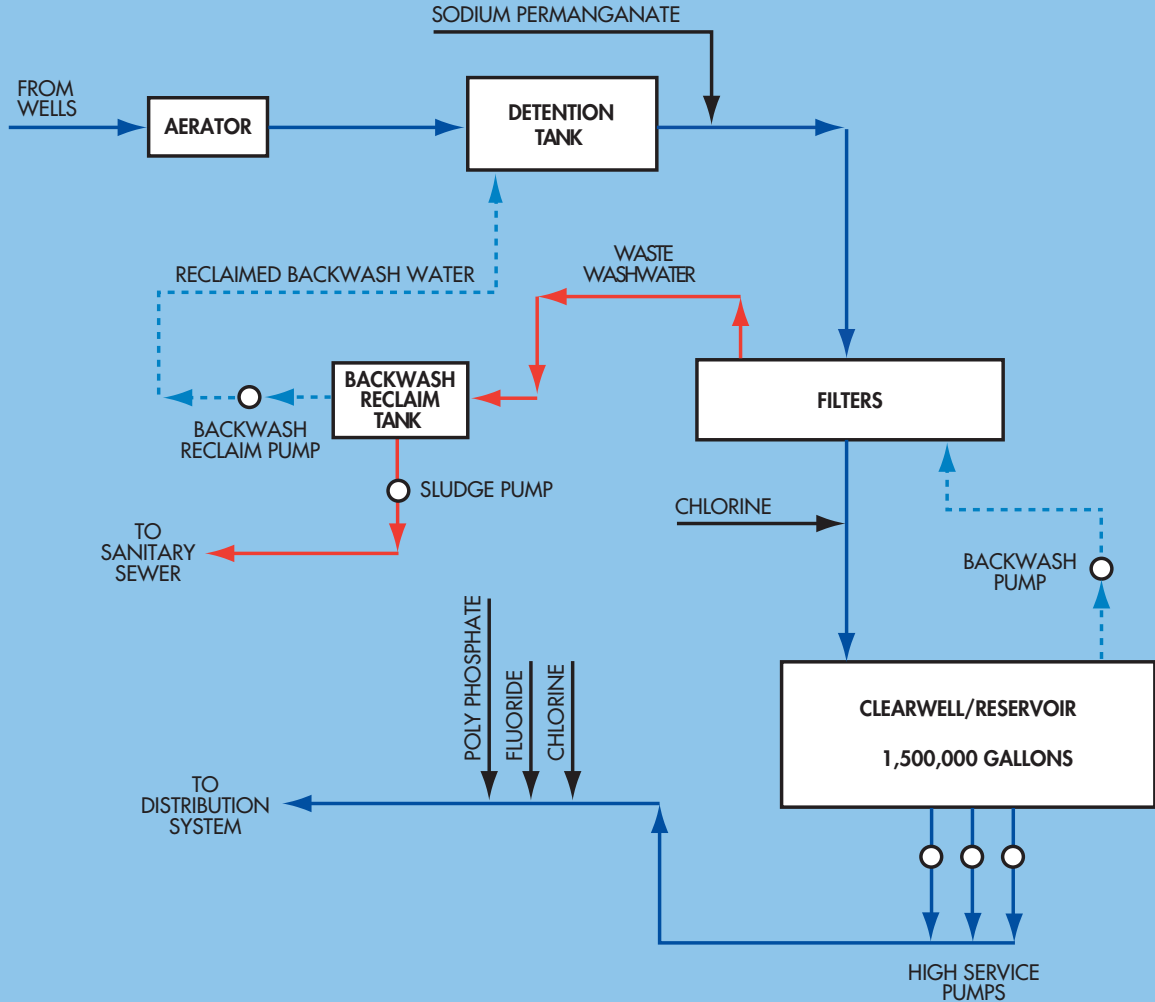 SODIUM PERMANGANATE
FROM
WELLS
AERATOR
DETENTION
TANK
RECLAIMED BACKWASH WATER
WASTE
WASHWATER
BACKWASH
RECLAIM
TANK
FILTERS
BACKWASH
RECLAIM PUMP
SLUDGE PUMP
CHLORINE
TO
SANITARY
SEWER
BACKWASH
PUMP
POLY PHOSPHATE
FLUORIDE
CHLORINE
CLEARWELL/RESERVOIR
1,500,000 GALLONS
TO
DISTRIBUTION
SYSTEM
HIGH SERVICE
PUMPS